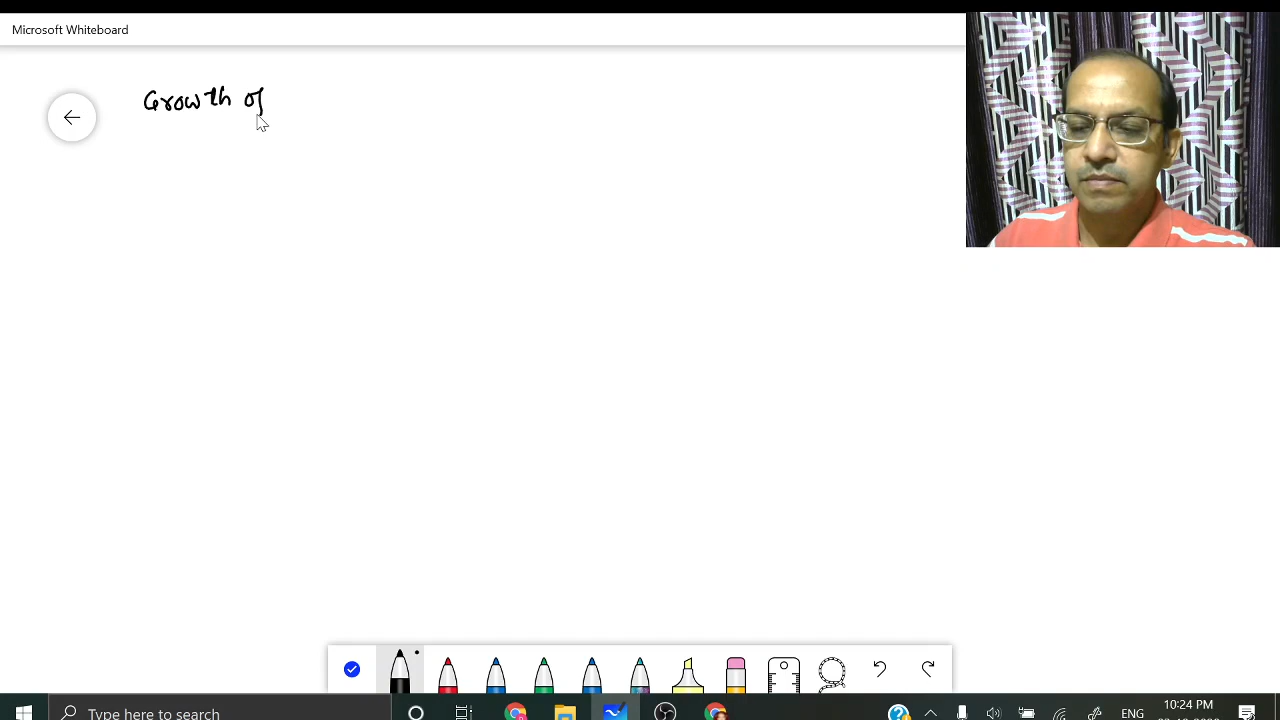 Microsoft Whiteboard
Growth of
Type here to search
ENG
10:24 PM